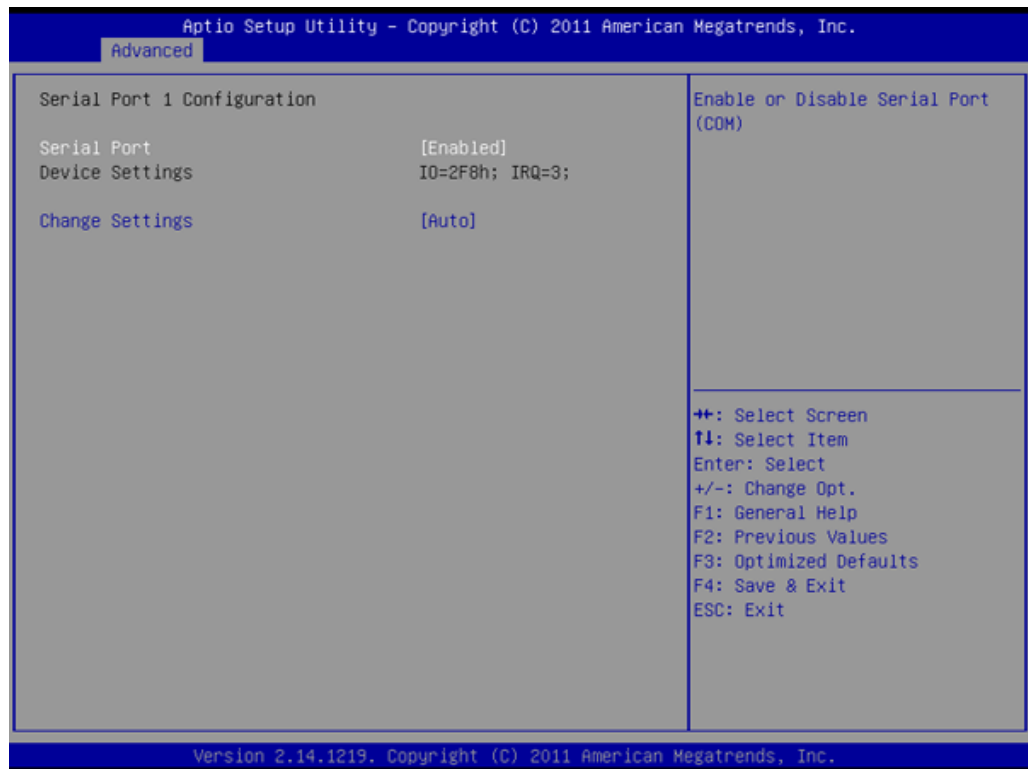 Aptio Setup Utility – Copyright (C) 2011 American Megatrends, Inc.
Advanced
Serial Port 1 Configuration
Serial Port [Enabled]
Device Settings IO=2F8h; IRQ=3;
Change Settings [Auto]
Enable or Disable Serial Port
(COM)
→←: Select Screen
↑↓: Select Item
Enter: Select
+/-: Change Opt.
F1: General Help
F2: Previous Values
F3: Optimized Defaults
F4: Save & Exit
ESC: Exit
Version 2.14.1219. Copyright (C) 2011 American Megatrends, Inc.